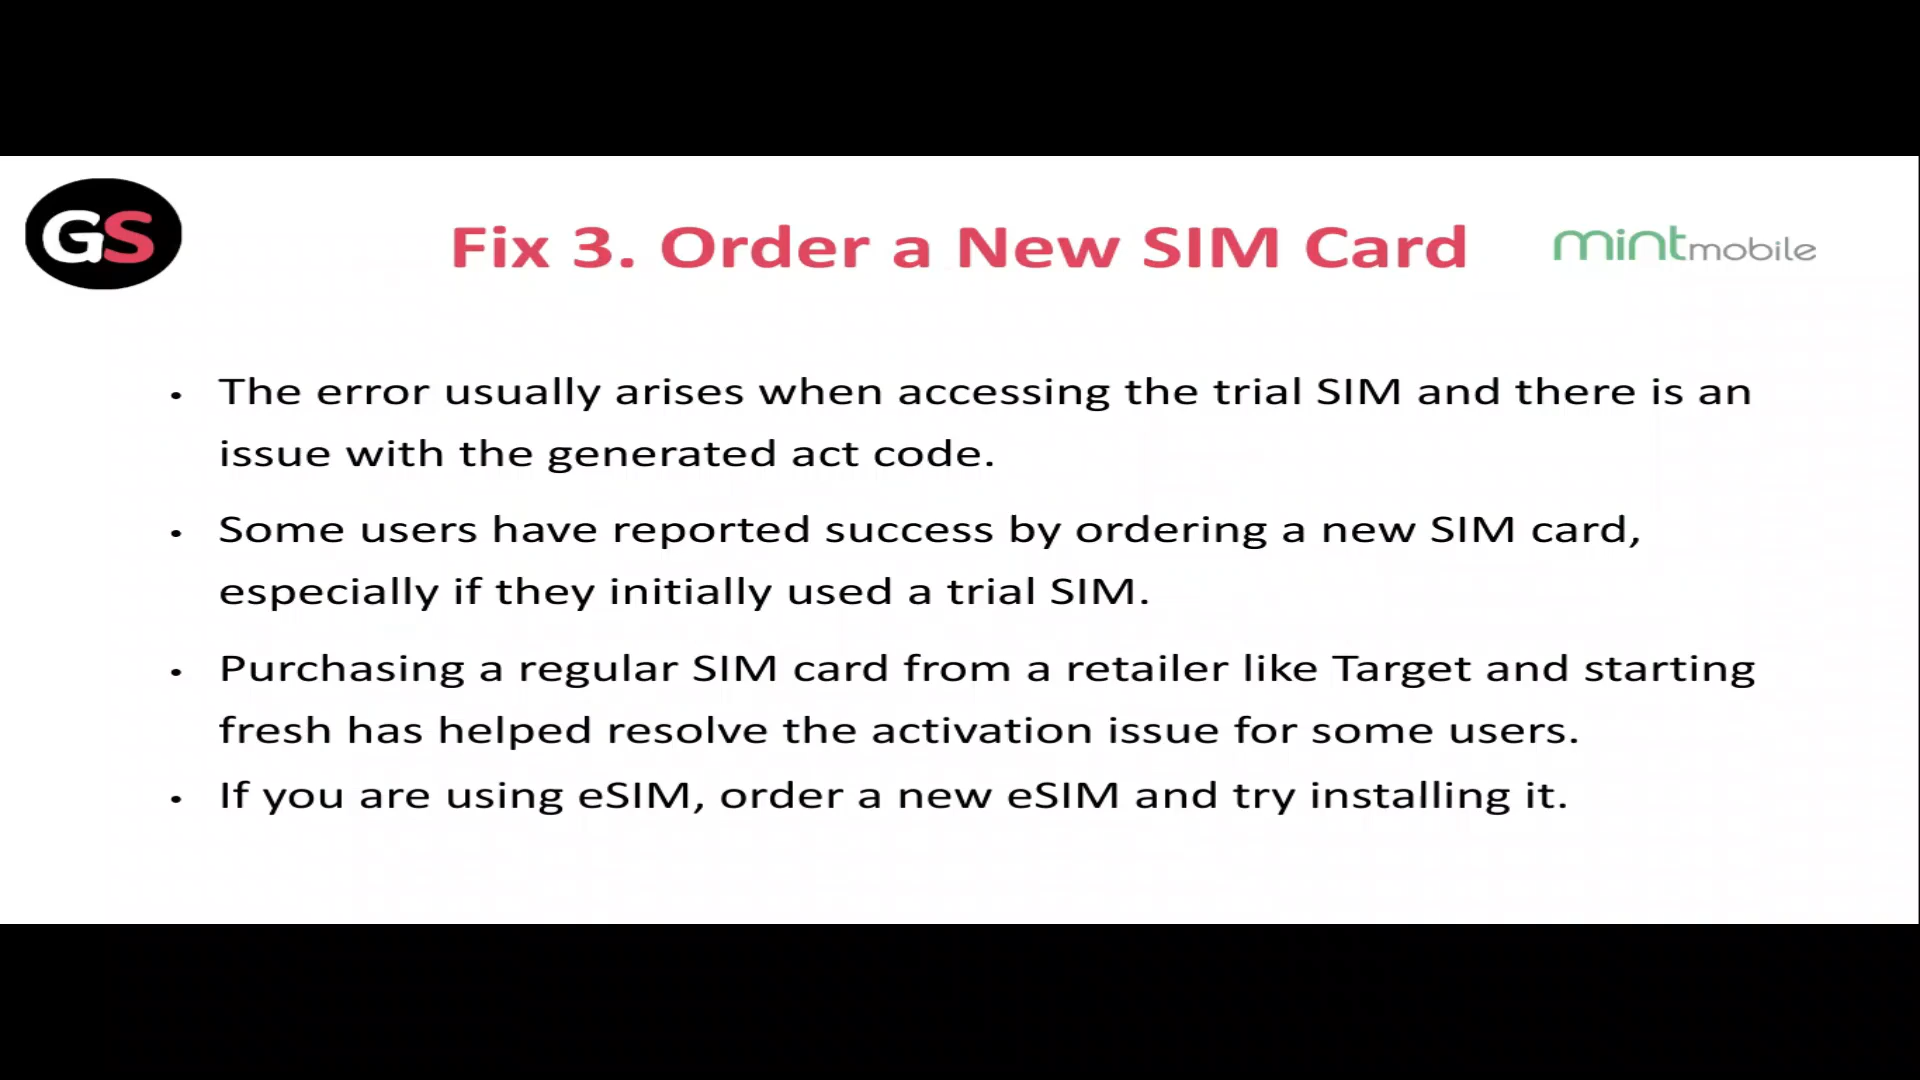 GS
Fix 3. Order a New SIM Card
mintmobile
• The error usually arises when accessing the trial SIM and there is an
issue with the generated act code.
• Some users have reported success by ordering a new SIM card,
especially if they initially used a trial SIM.
• Purchasing a regular SIM card from a retailer like Target and starting
fresh has helped resolve the activation issue for some users.
• If you are using eSIM, order a new eSIM and try installing it.